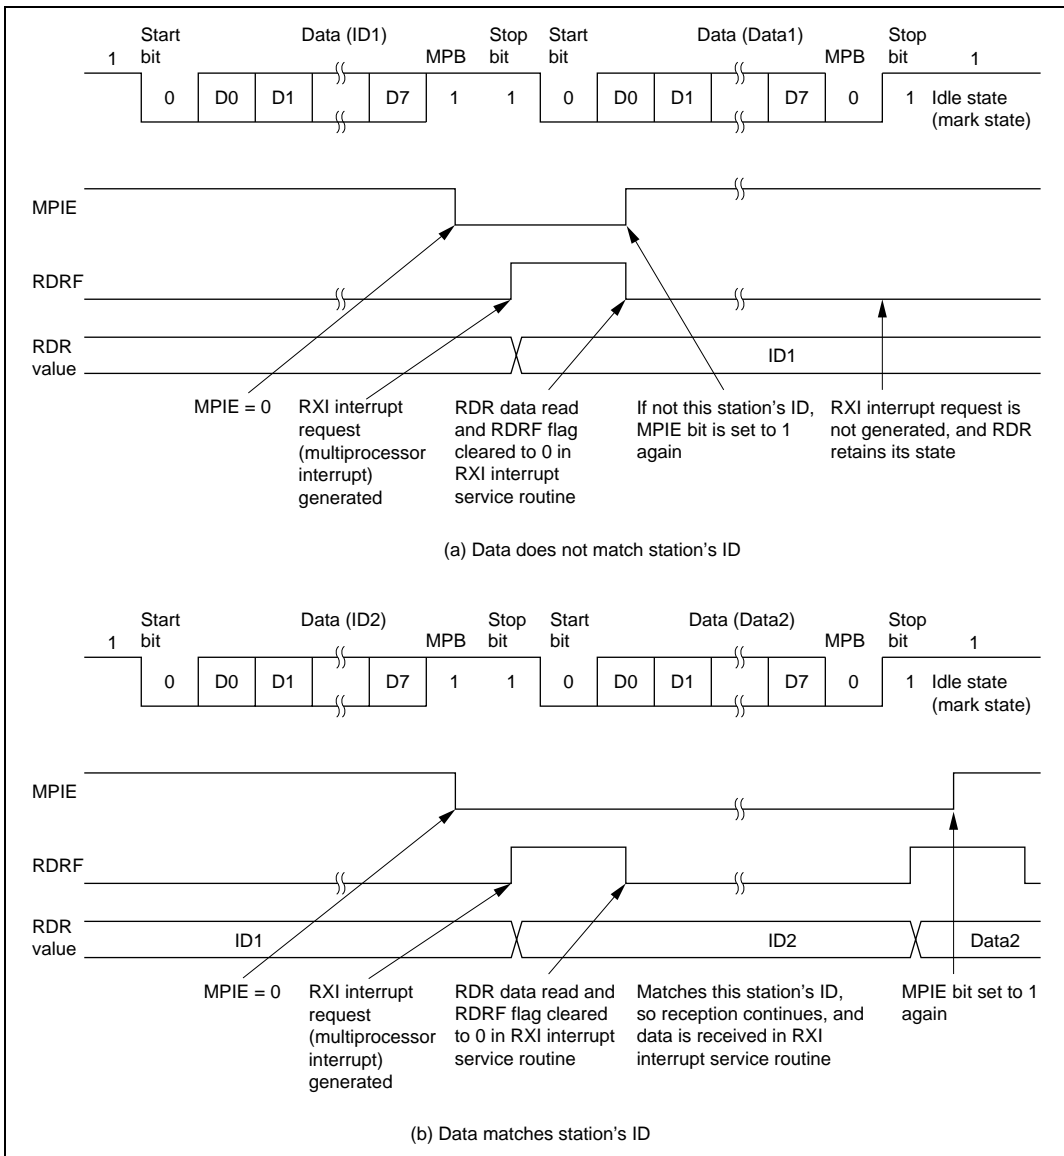 Start bit Data (ID1) Stop bit Start bit Data (Data1) Stop bit
1 MPB MPB 1
0 D0 D1 D7 1 1 0 D0 D1 D7 0 1 Idle state (mark state)
MPIE
RDRF
RDR value
ID1
MPIE = 0
RXI interrupt
request
(multiprocessor
interrupt)
generated
RDR data read
and RDRF flag
cleared to 0 in
RXI interrupt
service routine
If not this station's ID,
MPIE bit is set to 1
again
RXI interrupt request is
not generated, and RDR
retains its state
(a) Data does not match station's ID
Start bit Data (ID2) Stop bit Start bit Data (Data2) Stop bit
1 MPB MPB 1
0 D0 D1 D7 1 1 0 D0 D1 D7 0 1 Idle state (mark state)
MPIE
RDRF
RDR value
ID1 ID2 Data2
MPIE = 0
RXI interrupt
request
(multiprocessor
interrupt)
generated
RDR data read and
RDRF flag cleared
to 0 in RXI interrupt
service routine
Matches this station's ID,
so reception continues, and
data is received in RXI
interrupt service routine
MPIE bit set to 1
again
(b) Data matches station's ID